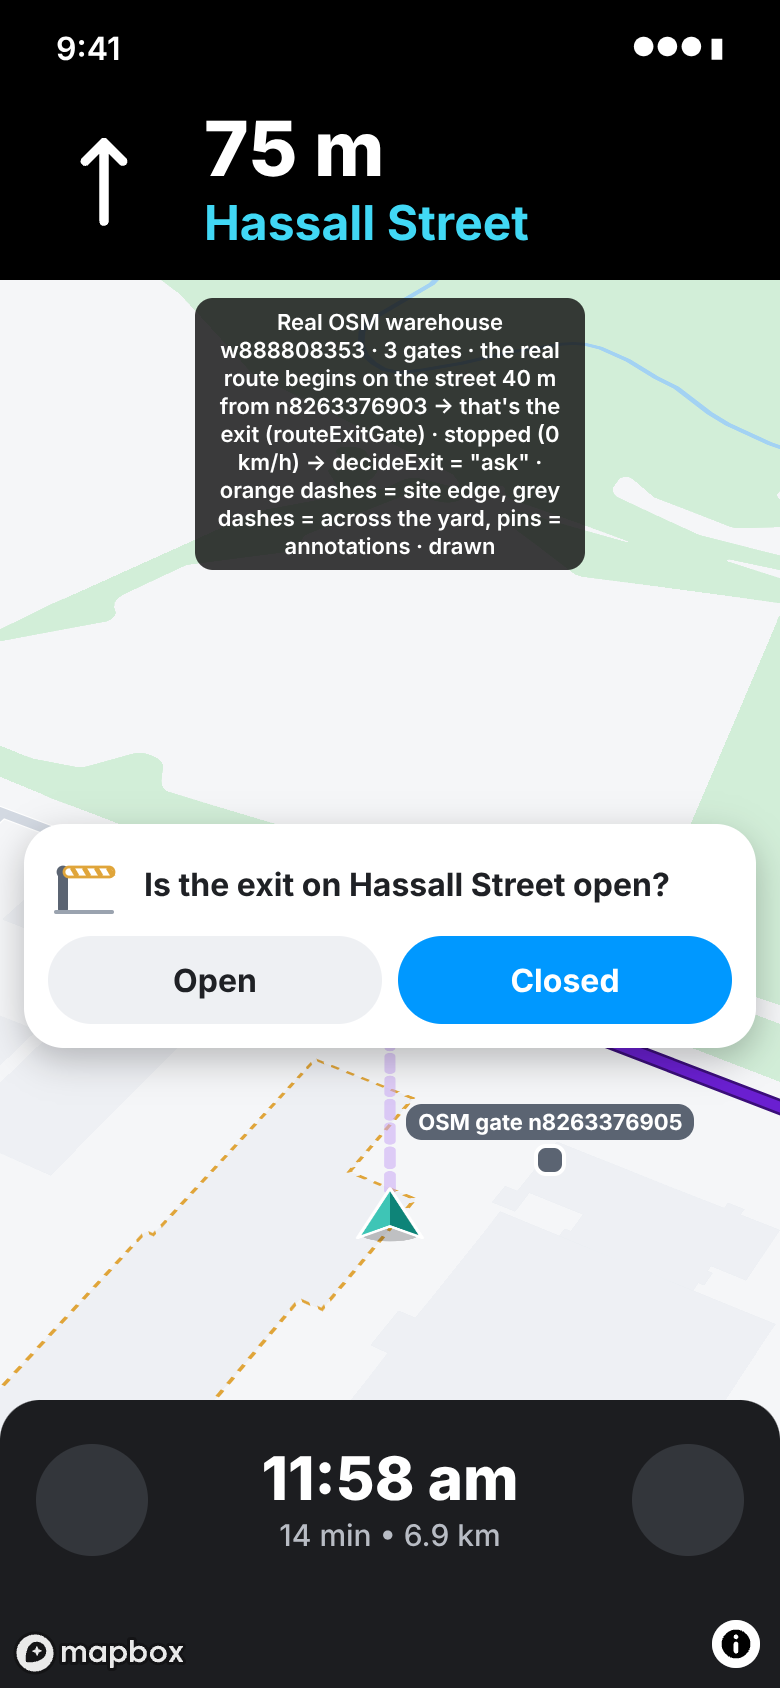 9:41
75 m
Hassall Street
Real OSM warehouse
w888808353 · 3 gates · the real
route begins on the street 40 m
from n8263376903 → that's the
exit (routeExitGate) · stopped (0
km/h) → decideExit = "ask" ·
orange dashes = site edge, grey
dashes = across the yard, pins =
annotations · drawn
Is the exit on Hassall Street open?
Open
Closed
OSM gate n8263376905
11:58 am
14 min • 6.9 km
mapbox